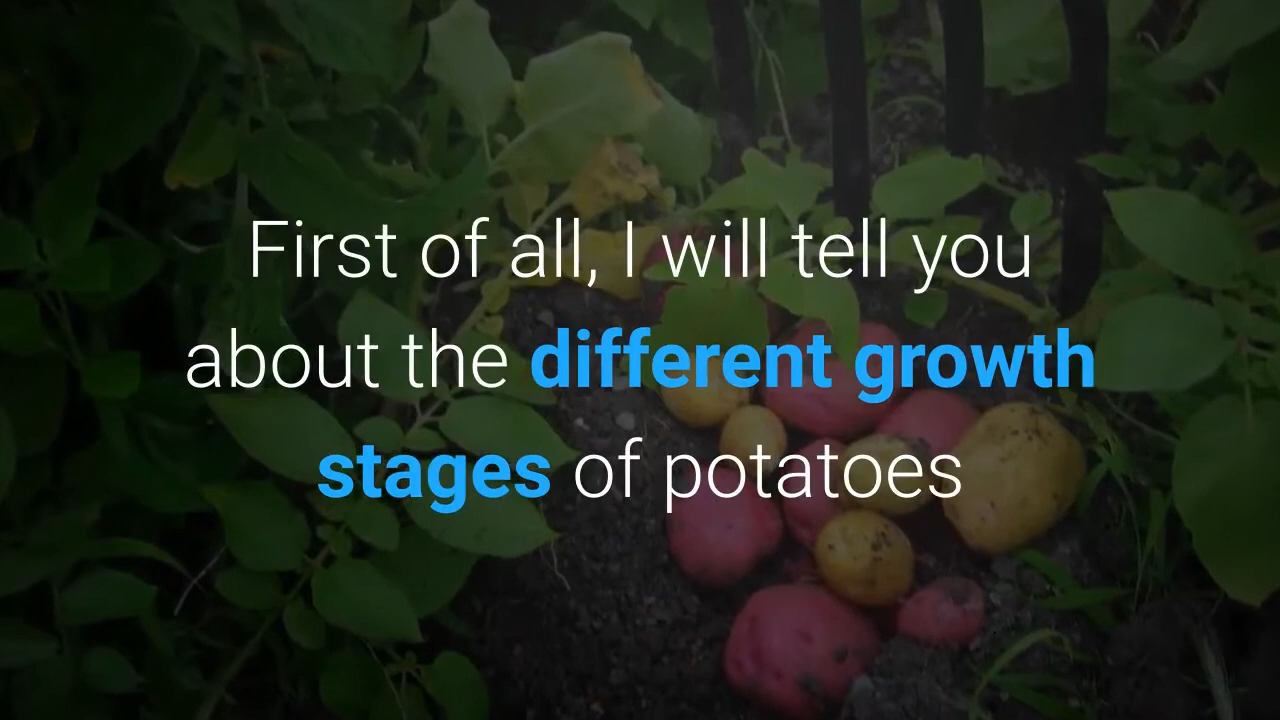 First of all, I will tell you
about the different growth
stages of potatoes